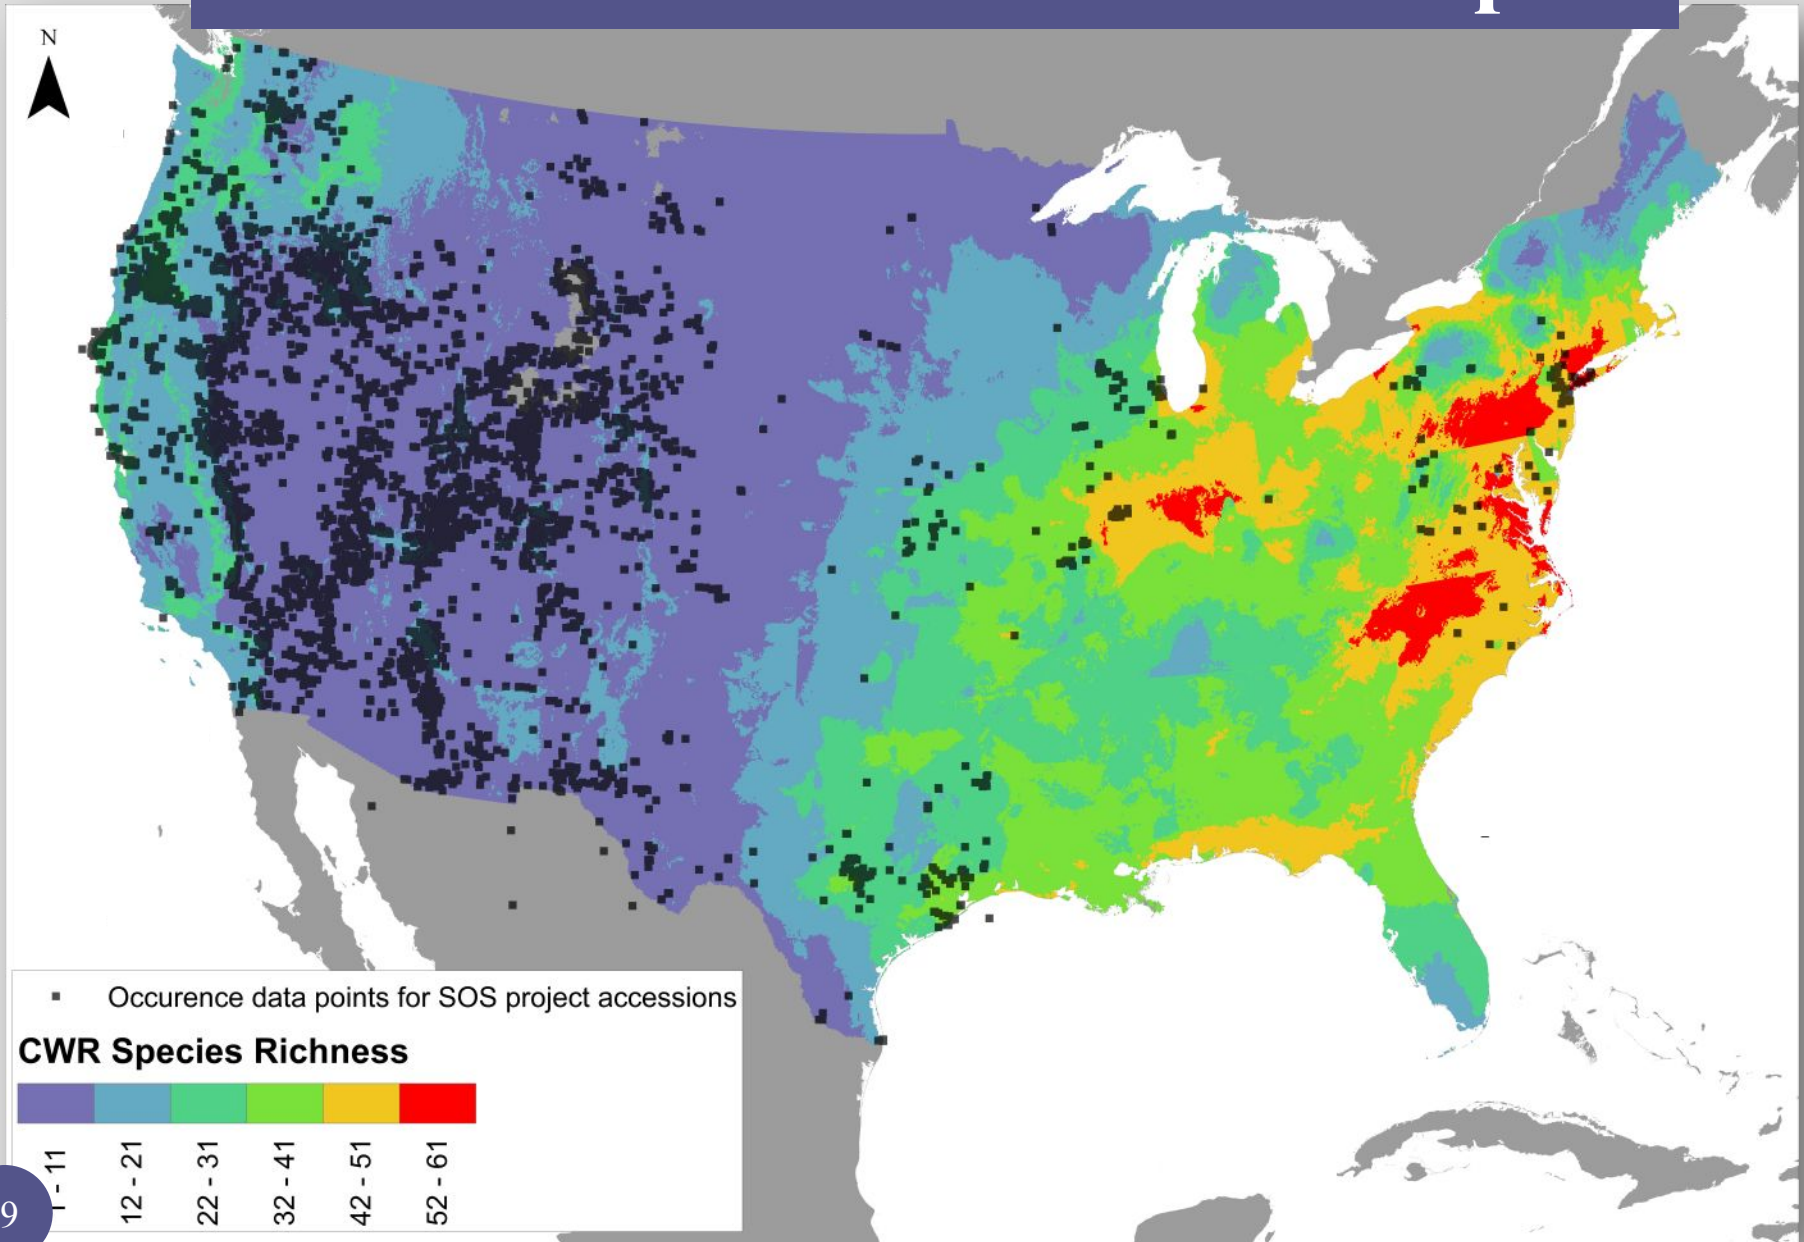 N
Occurence data points for SOS project accessions
CWR Species Richness
- 11
12 - 21
22 - 31
32 - 41
42 - 51
52 - 61
9